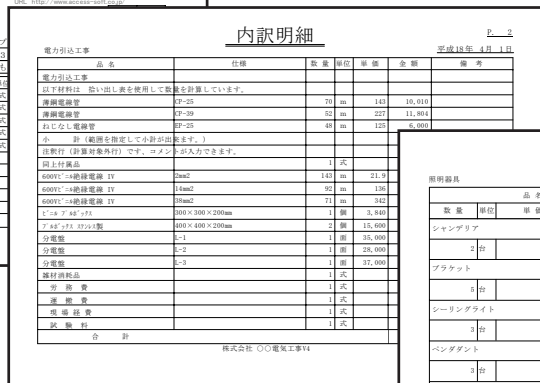 URL http://www.access-soft.co.jp/
内訳明細
P. 2
電力引込工事
平成18年 4月 1日
品 名 仕様 数 量 単位 単 価 金 額 備 考
電力引込工事
以下材料は 拾い出し表を使用して数量を計算しています。
薄鋼電線管 CP-25 70 m 143 10,010
薄鋼電線管 CP-39 52 m 227 11,804
ねじなし電線管 EP-25 48 m 125 6,000
小 計（範囲を指定して小計が出来ます。）
注釈行（計算対象外行）です。コメントが入力できます。
同上付属品 1 式
600Vﾋﾞﾆﾙ絶縁電線 IV 2mm2 143 m 21.9
600Vﾋﾞﾆﾙ絶縁電線 IV 14mm2 92 m 136
600Vﾋﾞﾆﾙ絶縁電線 IV 38mm2 71 m 342
ﾋﾞﾆﾙ ﾌﾟﾙﾎﾞｯｸｽ 300×300×200mm 1 個 3,840
ﾌﾟﾙﾎﾞｯｸｽ ｽﾃﾝﾚｽ製 400×400×200mm 2 個 15,600
分電盤 L-1 1 面 35,000
分電盤 L-2 1 面 28,000
分電盤 L-3 1 面 37,000
雑材消耗品 1 式
労 務 費 1 式
運 搬 費 1 式
現 場 経 費 1 式
試 験 料 1 式
合 計
株式会社 〇〇電気工事V4
照明器具
品 名
数 量 単位 単 価
シャンデリア
2 台
ブラケット
5 台
シーリングライト
3 台
ペンダント
3 台